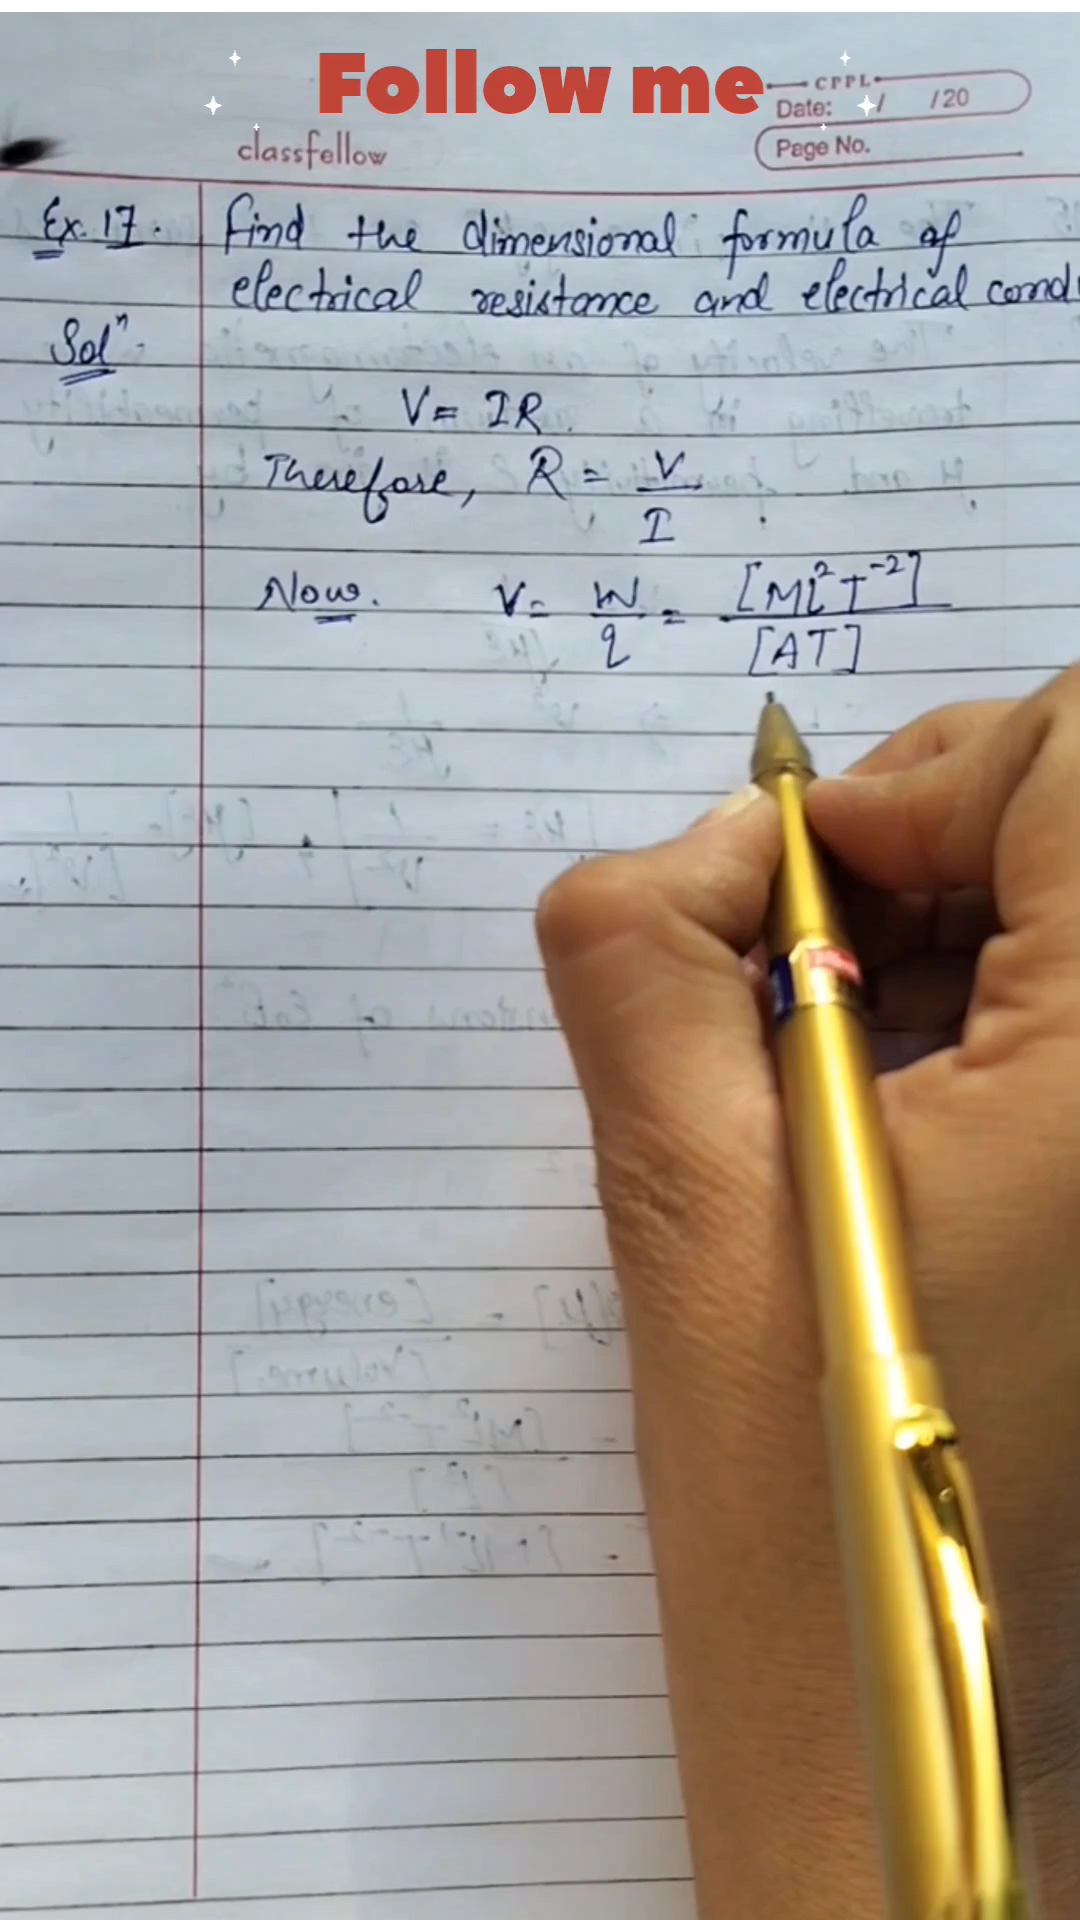 Follow me
CPPL
Date: / /20
classfellow
Page No.
Ex. 17. Find the dimensional formula of
electrical resistance and electrical cond
Solⁿ-
V = IR
Therefore, R = V/I
Now. V = W/q = [ML²T⁻²]/[AT]